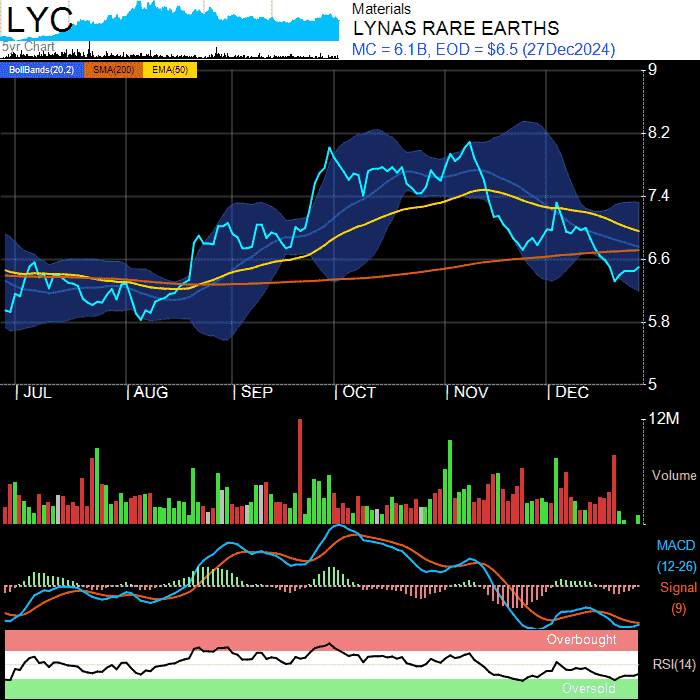 LYC
5yr Chart
Materials
LYNAS RARE EARTHS
MC = 6.1B, EOD = $6.5 (27Dec2024)
BollBands(20,2) SMA(200) EMA(50)
9
8.2
7.4
6.6
5.8
5
JUL AUG SEP OCT NOV DEC
12M
Volume
MACD
(12-26)
Signal
(9)
Overbought
RSI(14)
Oversold